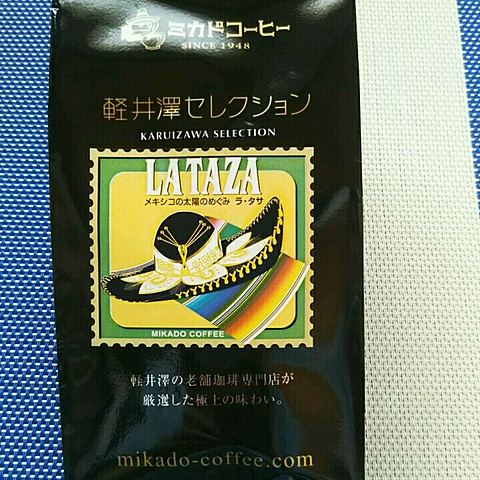 ミカドコーヒー
SINCE 1948
軽井澤セレクション
KARUIZAWA SELECTION
LA TAZA
メキシコの太陽のめぐみ ラ・タサ
MIKADO COFFEE
軽井澤の老舗珈琲専門店が
厳選した極上の味わい。
mikado-coffee.com